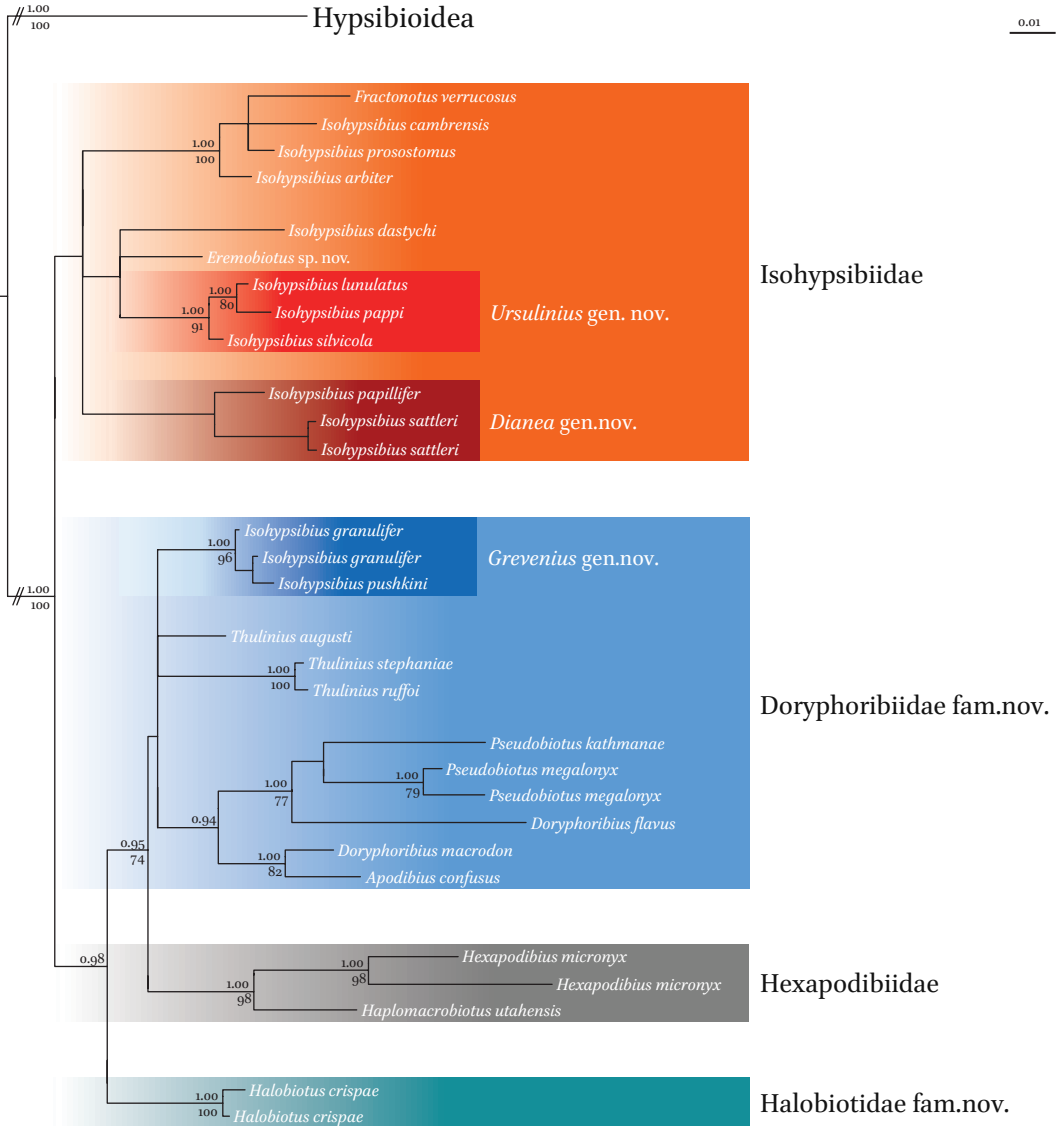 1.00
100
Hypsibioidea
0.01
Fractonotus verrucosus
Isohypsibius cambrensis
1.00
100
Isohypsibius prosostomus
Isohypsibius arbiter
Isohypsibius dastychi
Eremobiotus sp. nov.
Isohypsibiidae
Isohypsibius lunulatus
1.00
80
Isohypsibius pappi
1.00
91
Isohypsibius silvicola
Ursulinius gen. nov.
Isohypsibius papillifer
Isohypsibius sattleri
Isohypsibius sattleri
Dianea gen.nov.
Isohypsibius granulifer
1.00
96
Isohypsibius granulifer
Isohypsibius pushkini
Grevenius gen.nov.
1.00
100
Thulinius augusti
Thulinius stephaniae
1.00
100
Thulinius ruffoi
Doryphoribiidae fam.nov.
Pseudobiotus kathmanae
Pseudobiotus megalonyx
1.00
79
Pseudobiotus megalonyx
1.00
77
Doryphoribius flavus
0.94
0.95
74
Doryphoribius macrodon
1.00
82
Apodibius confusus
0.98
Hexapodibius micronyx
1.00
98
Hexapodibius micronyx
1.00
98
Haplomacrobiotus utahensis
Hexapodibiidae
Halobiotus crispae
1.00
100
Halobiotus crispae
Halobiotidae fam.nov.